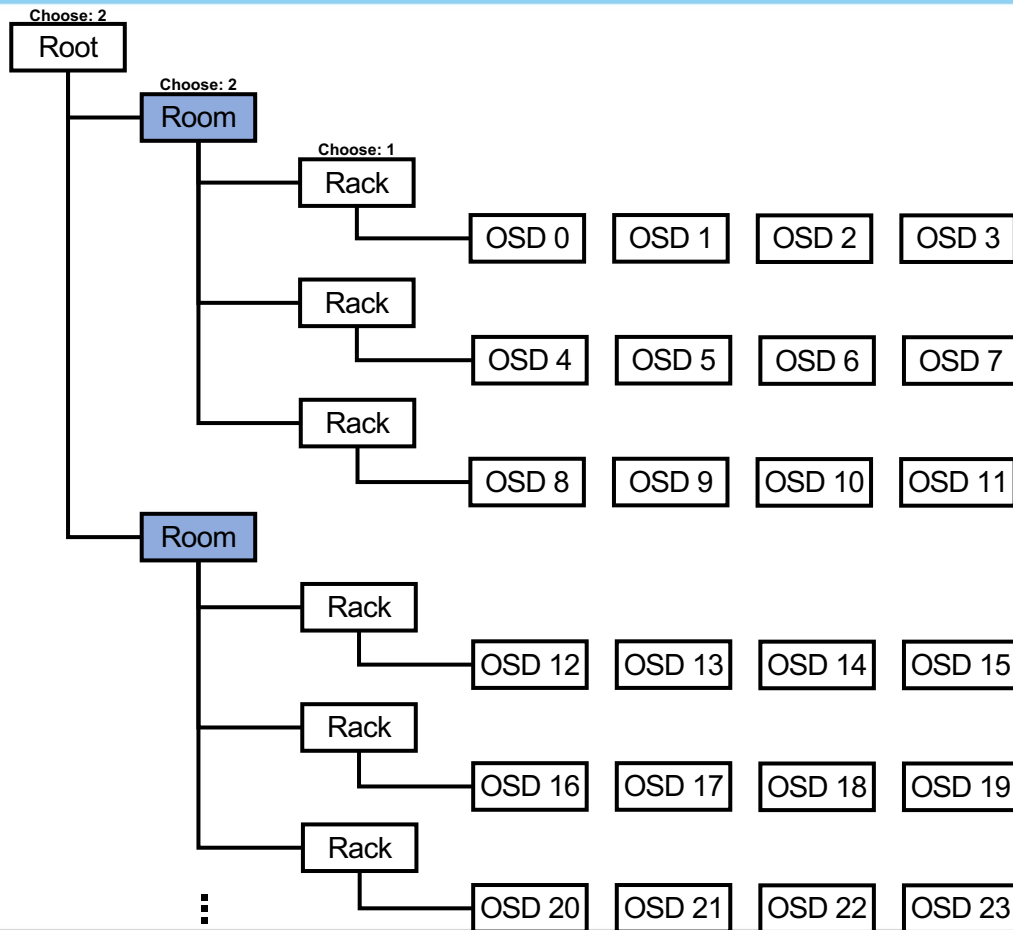 Choose: 2
Root
Choose: 2
Room
Choose: 1
Rack
OSD 0 OSD 1 OSD 2 OSD 3
Rack
OSD 4 OSD 5 OSD 6 OSD 7
Rack
OSD 8 OSD 9 OSD 10 OSD 11
Room
Rack
OSD 12 OSD 13 OSD 14 OSD 15
Rack
OSD 16 OSD 17 OSD 18 OSD 19
Rack
OSD 20 OSD 21 OSD 22 OSD 23